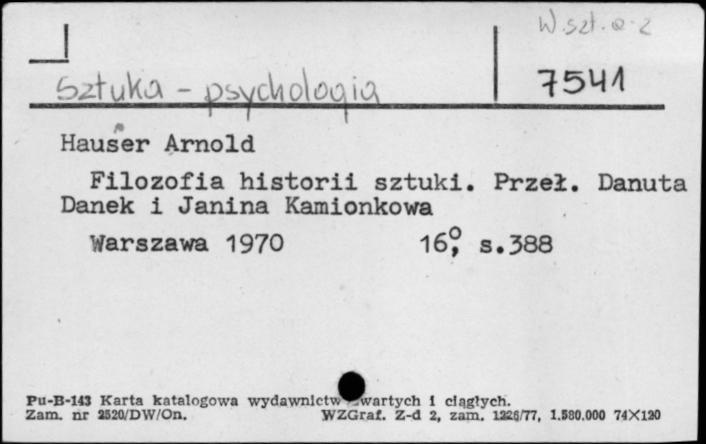 W.szt. a-2
7541
Sztuka - psychologia
Hauser Arnold
Filozofia historii sztuki. Przeł. Danuta
Danek i Janina Kamionkowa
Warszawa 1970 16°, s.388
Pu-B-143 Karta katalogowa wydawnictw wartych i ciągłych.
Zam. nr 2520/DW/On. WZGraf. Z-d 2, zam. 1226/77, 1.580.000 74X120